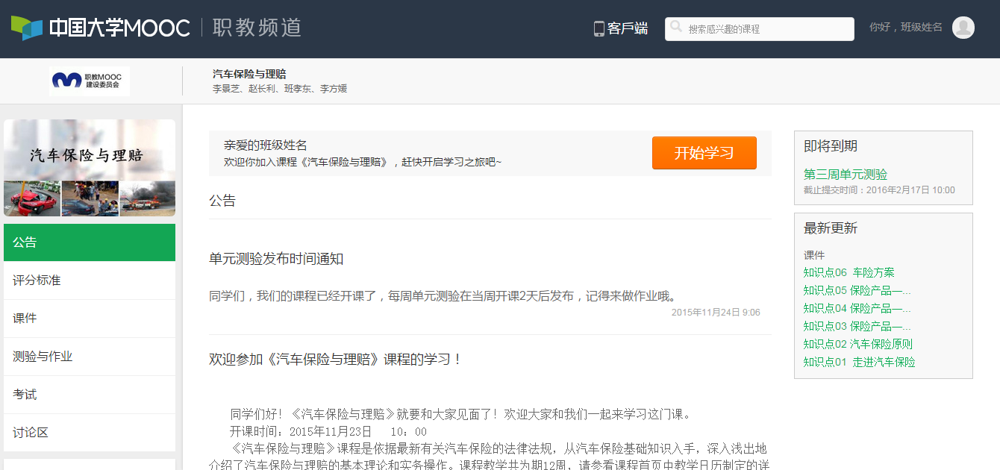 中国大学MOOC 职教频道
客戶端
搜索感兴趣的课程
你好，班级姓名
职教MOOC
建设委员会
汽车保险与理赔
李景芝、赵长利、班孝东、李方媛
汽车保险与理赔
公告
评分标准
课件
测验与作业
考试
讨论区
亲爱的班级姓名
欢迎你加入课程《汽车保险与理赔》，赶快开启学习之旅吧~
开始学习
公告
单元测验发布时间通知
同学们，我们的课程已经开课了，每周单元测验在当周开课2天后发布，记得来做作业哦。
2015年11月24日 9:06
欢迎参加《汽车保险与理赔》课程的学习！
同学们好！《汽车保险与理赔》就要和大家见面了！欢迎大家和我们一起来学习这门课。
开课时间：2015年11月23日 10：00
《汽车保险与理赔》课程是依据最新有关汽车保险的法律法规，从汽车保险基础知识入手，深入浅出地
介绍了汽车保险与理赔的基本理论和实务操作。课程教学共为期12周，请参看课程首页中教学日历制定的详
即将到期
第三周单元测验
截止提交时间：2016年2月17日 10:00
最新更新
课件
知识点06 车险方案
知识点05 保险产品—...
知识点04 保险产品—...
知识点03 保险产品—...
知识点02 汽车保险原则
知识点01 走进汽车保险